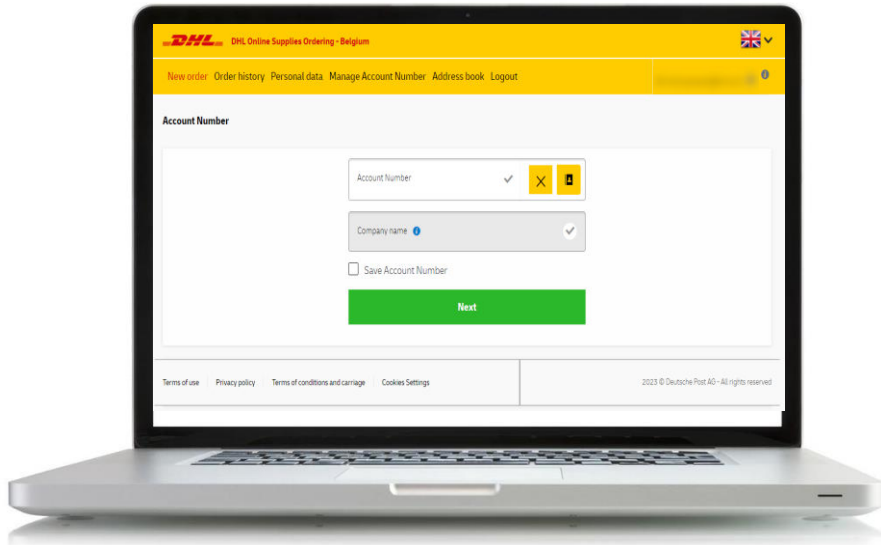 DHL DHL Online Supplies Ordering - Belgium
New order Order history Personal data Manage Account Number Address book Logout
Account Number
Account Number
Company name
Save Account Number
Next
Terms of use Privacy policy Terms of conditions and carriage Cookies Settings 2023 © Deutsche Post AG - All rights reserved